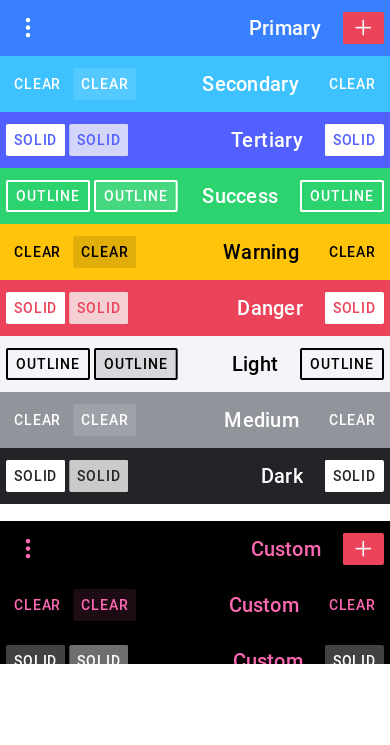 Primary
CLEAR CLEAR Secondary CLEAR
SOLID SOLID Tertiary SOLID
OUTLINE OUTLINE Success OUTLINE
CLEAR CLEAR Warning CLEAR
SOLID SOLID Danger SOLID
OUTLINE OUTLINE Light OUTLINE
CLEAR CLEAR Medium CLEAR
SOLID SOLID Dark SOLID
Custom
CLEAR CLEAR Custom CLEAR
SOLID SOLID Custom SOLID